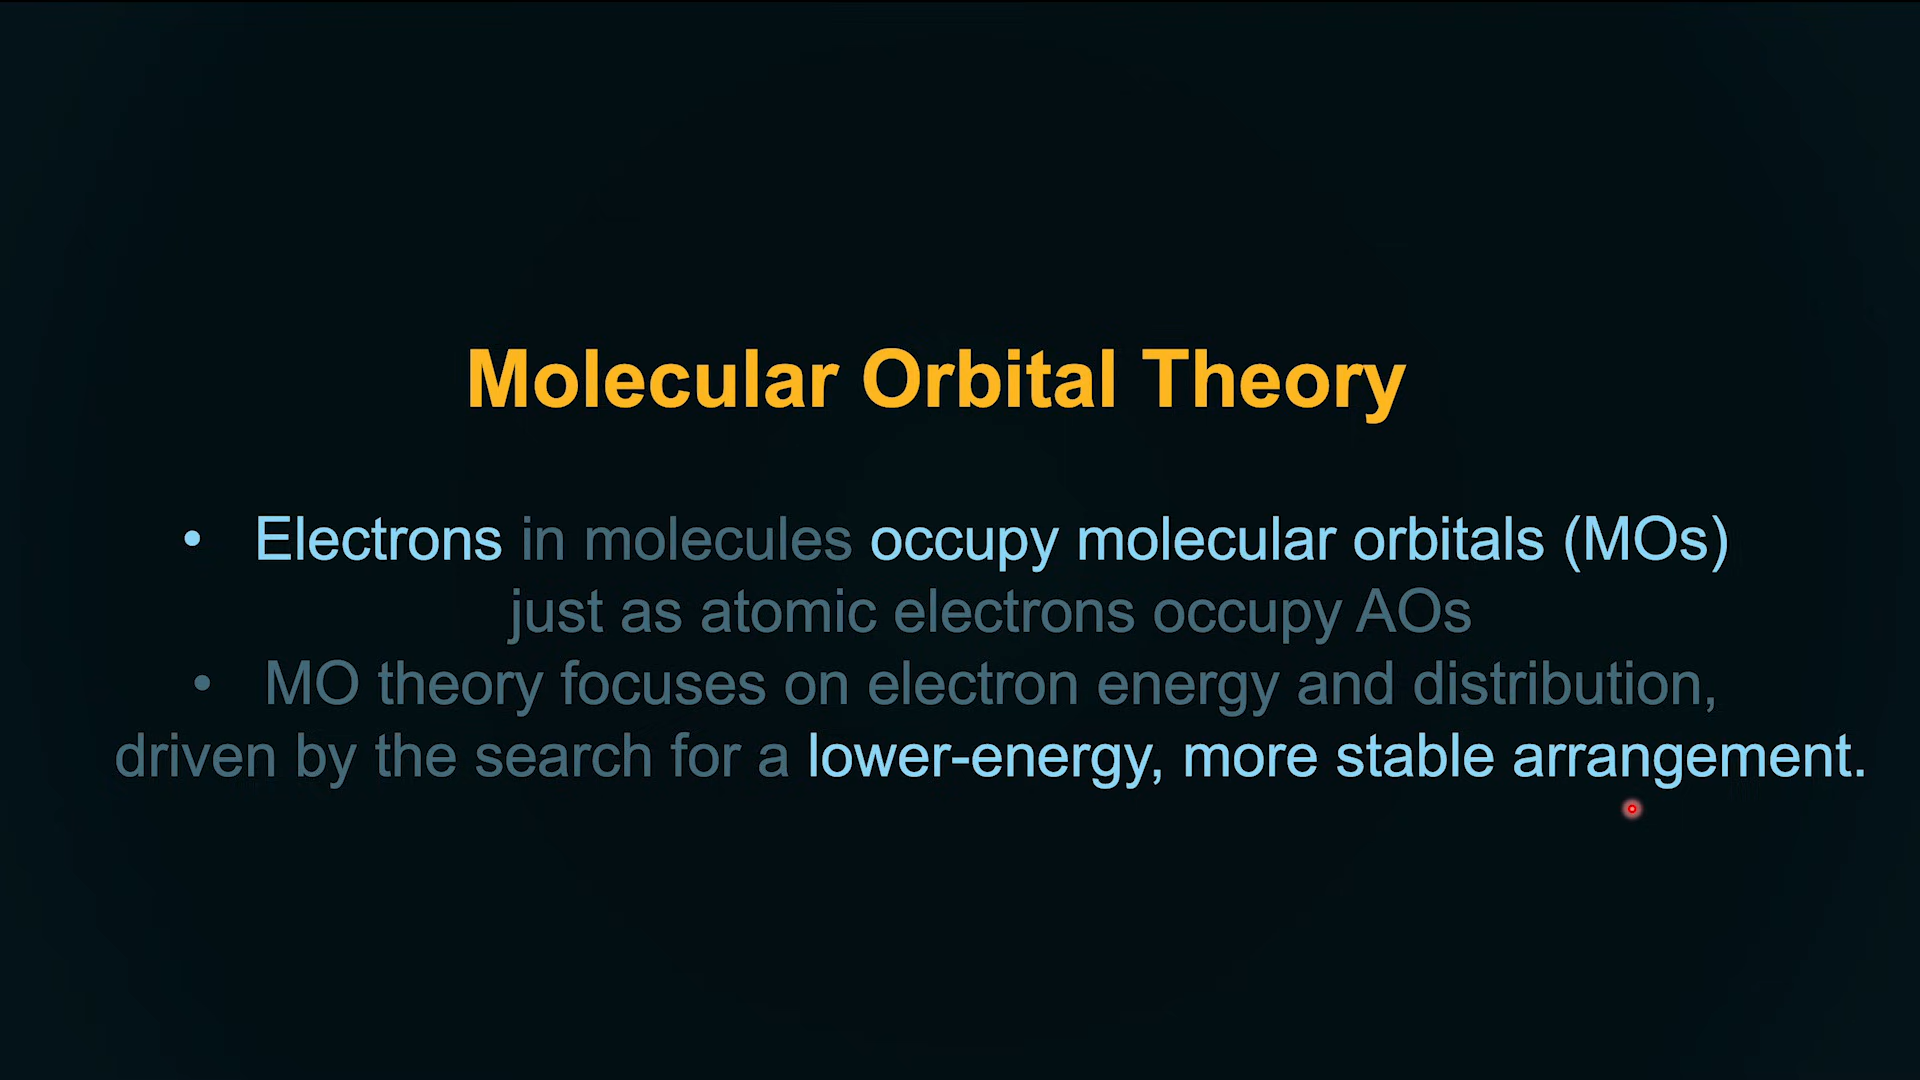 Molecular Orbital Theory
• Electrons in molecules occupy molecular orbitals (MOs)
just as atomic electrons occupy AOs
• MO theory focuses on electron energy and distribution,
driven by the search for a lower-energy, more stable arrangement.